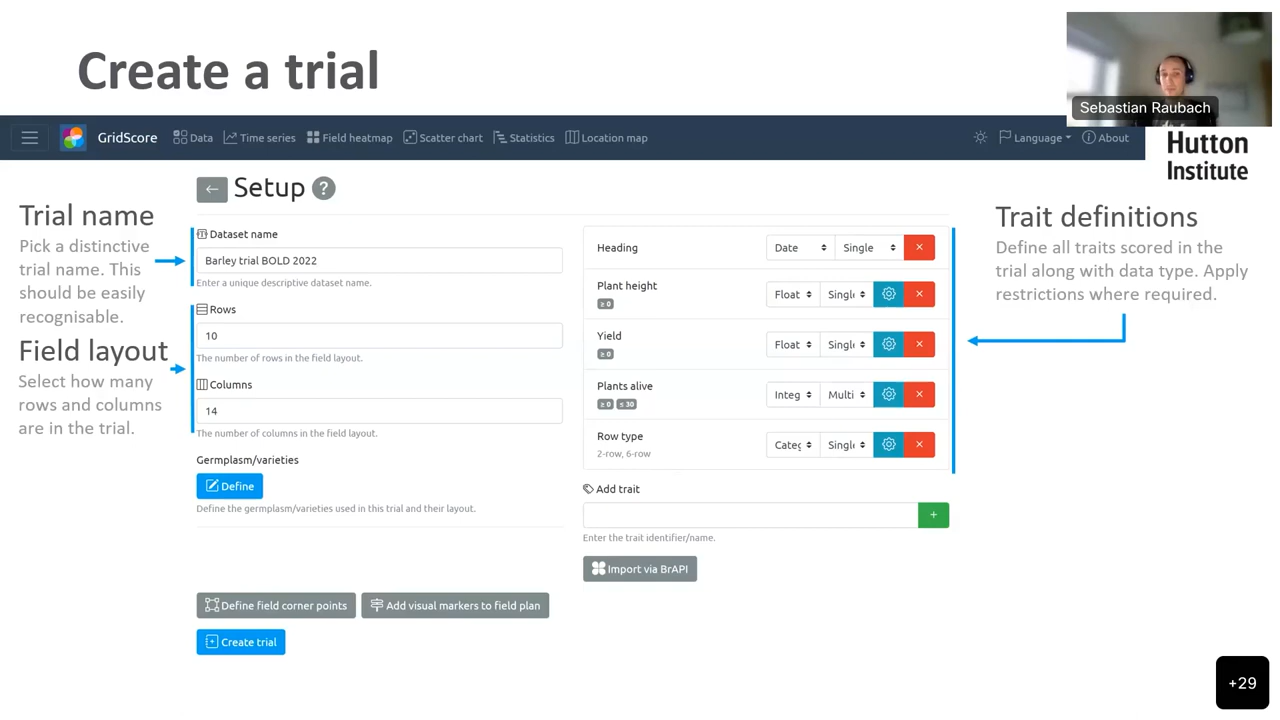 Create a trial
Sebastian Raubach
Hutton
Institute
GridScore
Data
Time series
Field heatmap
Scatter chart
Statistics
Location map
Language
About
Setup ?
Trial name
Pick a distinctive
trial name. This
should be easily
recognisable.
Field layout
Select how many
rows and columns
are in the trial.
Dataset name
Barley trial BOLD 2022
Enter a unique descriptive dataset name.
Rows
10
The number of rows in the field layout.
Columns
14
The number of columns in the field layout.
Germplasm/varieties
Define
Define the germplasm/varieties used in this trial and their layout.
Define field corner points
Add visual markers to field plan
Create trial
Heading
Date
Single
Plant height
≥ 0
Float
Single
Yield
≥ 0
Float
Single
Plants alive
≥ 0 ≤ 30
Integ
Multi
Row type
2-row, 6-row
Categ
Single
Add trait
+
Enter the trait identifier/name.
Import via BrAPI
Trait definitions
Define all traits scored in the
trial along with data type. Apply
restrictions where required.
+29